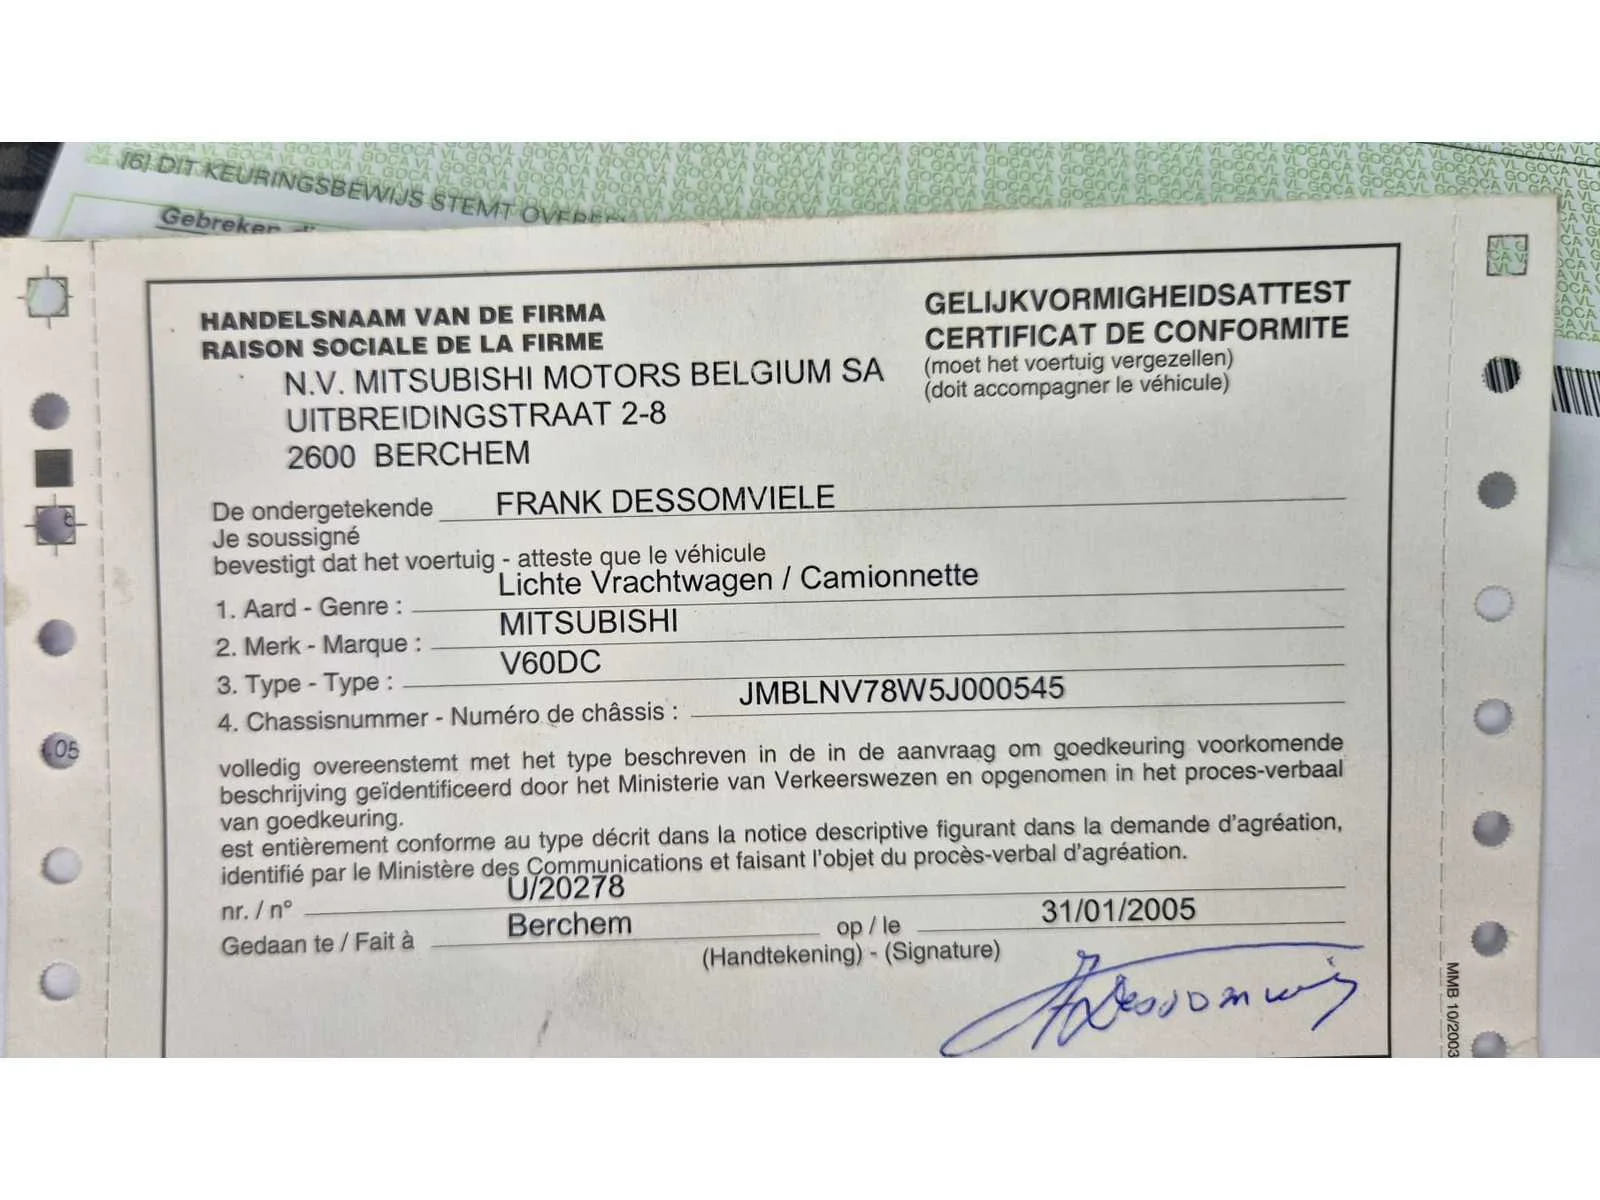 (6) DIT KEURINGSBEWIJS STEMT
Gebreken
HANDELSNAAM VAN DE FIRMA
RAISON SOCIALE DE LA FIRME
N.V. MITSUBISHI MOTORS BELGIUM SA
UITBREIDINGSTRAAT 2-8
2600 BERCHEM
GELIJKVORMIGHEIDSATTEST
CERTIFICAT DE CONFORMITE
(moet het voertuig vergezellen)
(doit accompagner le véhicule)
De ondergetekende FRANK DESSOMVIELE
Je soussigné
bevestigt dat het voertuig - atteste que le véhicule
1. Aard - Genre : Lichte Vrachtwagen / Camionnette
2. Merk - Marque : MITSUBISHI
3. Type - Type : V60DC
4. Chassisnummer - Numéro de châssis : JMBLNV78W5J000545
volledig overeenstemt met het type beschreven in de in de aanvraag om goedkeuring voorkomende
beschrijving geïdentificeerd door het Ministerie van Verkeerswezen en opgenomen in het proces-verbaal
van goedkeuring.
est entièrement conforme au type décrit dans la notice descriptive figurant dans la demande d'agréation,
identifié par le Ministère des Communications et faisant l'objet du procès-verbal d'agréation.
nr. / n° U/20278
Gedaan te / Fait à Berchem op / le 31/01/2005
(Handtekening) - (Signature)
MMB 10/2003
05